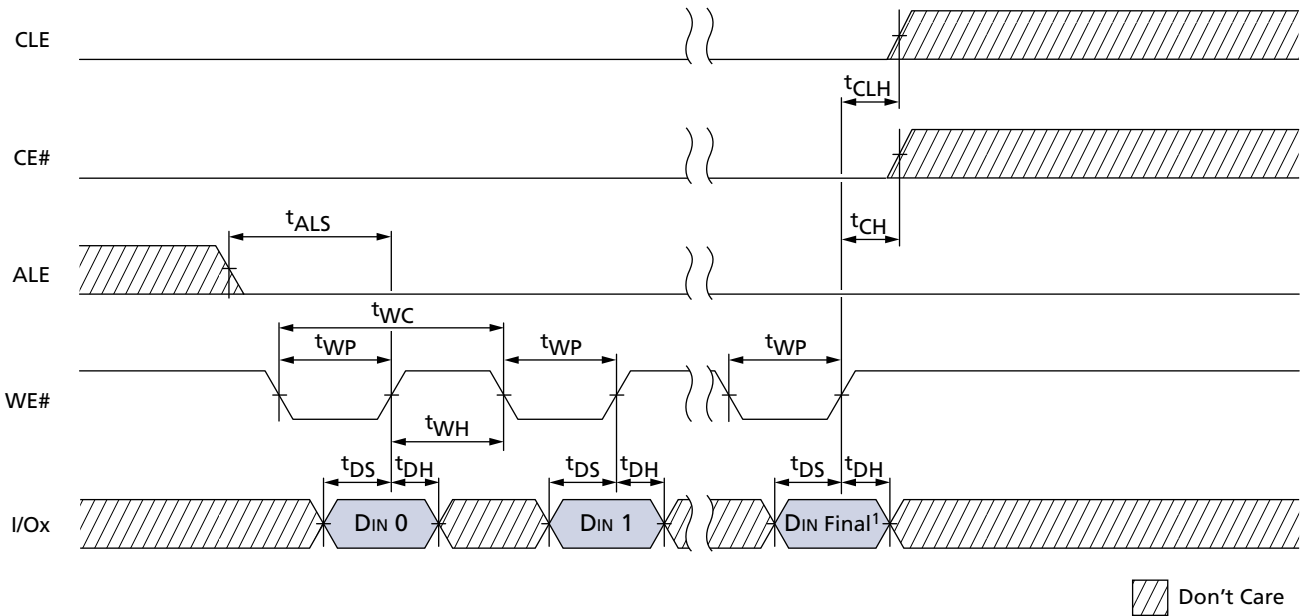 CLE
tCLH
CE#
tALS
tCH
ALE
tWC
tWP tWP tWP
WE#
tWH
tDS tDH tDS tDH tDS tDH
I/Ox DIN 0 DIN 1 DIN Final¹
Don't Care